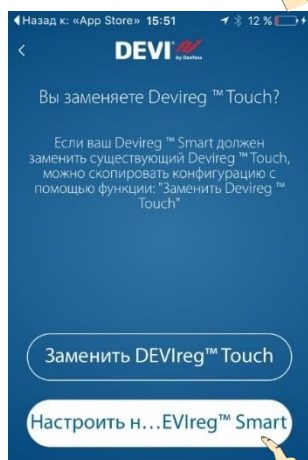 Назад к: «App Store» 15:51 12 %
DEVI
by Danfoss
Вы заменяете Devireg ™ Touch?
Если ваш Devireg ™ Smart должен
заменить существующий Devireg ™ Touch,
можно скопировать конфигурацию с
помощью функции: "Заменить Devireg ™
Touch"
Заменить DEVIreg™ Touch
Настроить н...EVIreg™ Smart